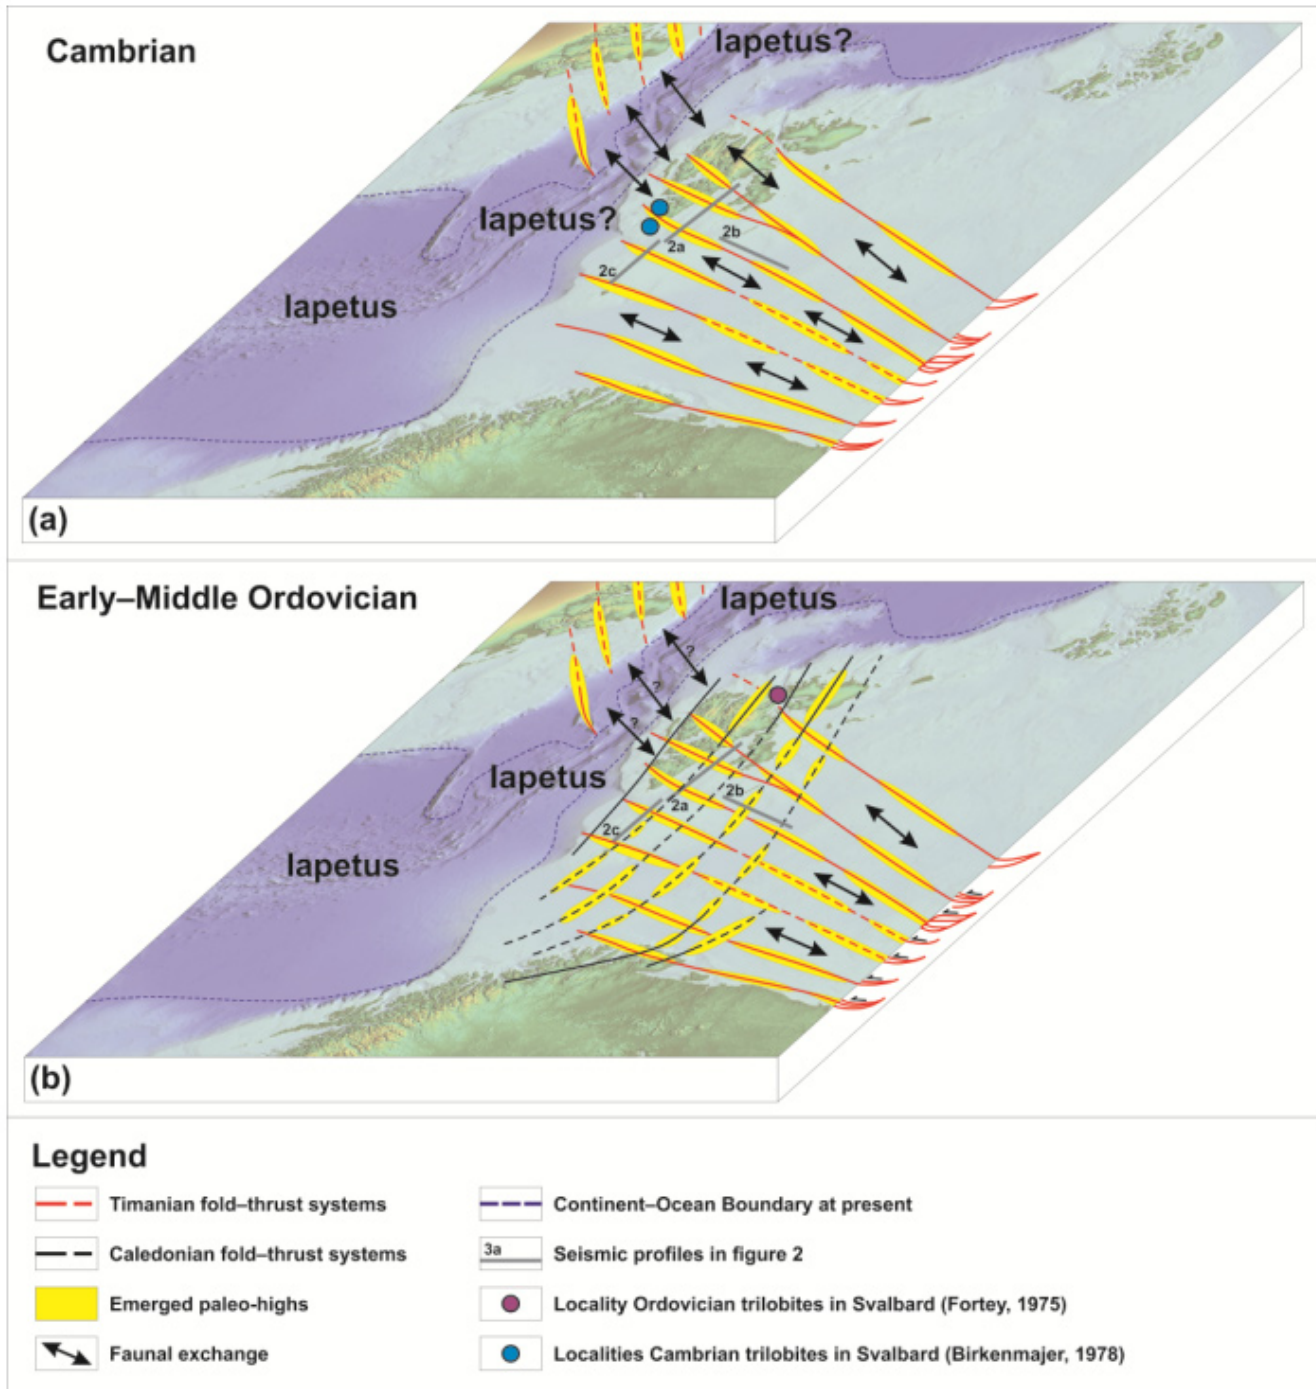 Cambrian
Iapetus?
Iapetus?
2b
2a
2c
Iapetus
(a)
Early–Middle Ordovician
Iapetus
?
?
?
Iapetus
2b
2a
2c
Iapetus
(b)
Legend
Timanian fold–thrust systems
Continent–Ocean Boundary at present
Caledonian fold–thrust systems
3a
Seismic profiles in figure 2
Emerged paleo-highs
Locality Ordovician trilobites in Svalbard (Fortey, 1975)
Faunal exchange
Localities Cambrian trilobites in Svalbard (Birkenmajer, 1978)